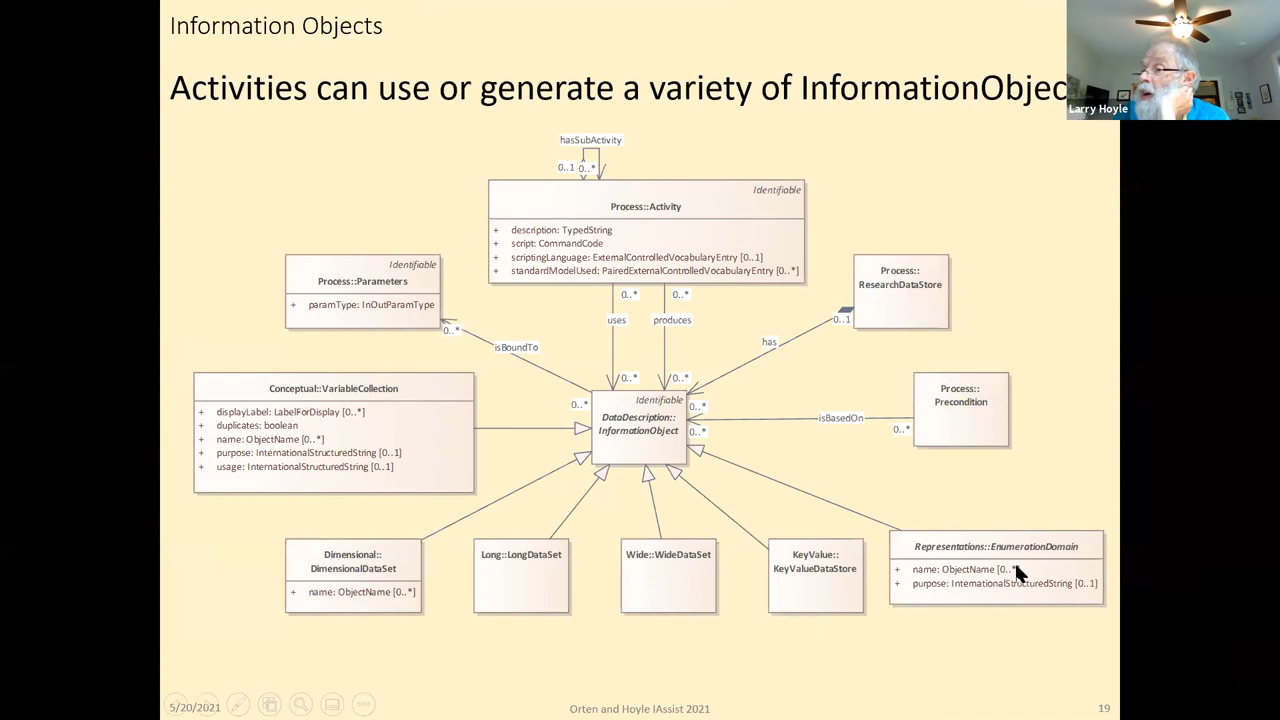 Information Objects
Activities can use or generate a variety of InformationObjec
Larry Hoyle
hasSubActivity
0..1
0..*
Identifiable
Process::Activity
+ description: TypedString
+ script: CommandCode
+ scriptingLanguage: ExternalControlledVocabularyEntry [0..1]
+ standardModelUsed: PairedExternalControlledVocabularyEntry [0..*]
Identifiable
Process::Parameters
+ paramType: InOutParamType
Process::
ResearchDataStore
0..*
0..*
uses
produces
0..1
0..*
has
isBoundTo
0..*
0..*
Conceptual::VariableCollection
+ displayLabel: LabelForDisplay [0..*]
+ duplicates: boolean
+ name: ObjectName [0..*]
+ purpose: InternationalStructuredString [0..1]
+ usage: InternationalStructuredString [0..1]
0..*
Identifiable
DataDescription::
InformationObject
0..*
0..*
isBasedOn
0..*
Process::
Precondition
Dimensional::
DimensionalDataSet
+ name: ObjectName [0..*]
Long::LongDataSet
Wide::WideDataSet
KeyValue::
KeyValueDataStore
Representations::EnumerationDomain
+ name: ObjectName [0..*
+ purpose: InternationalStructuredString [0..1]
5/20/2021
Orten and Hoyle IAssist 2021
19